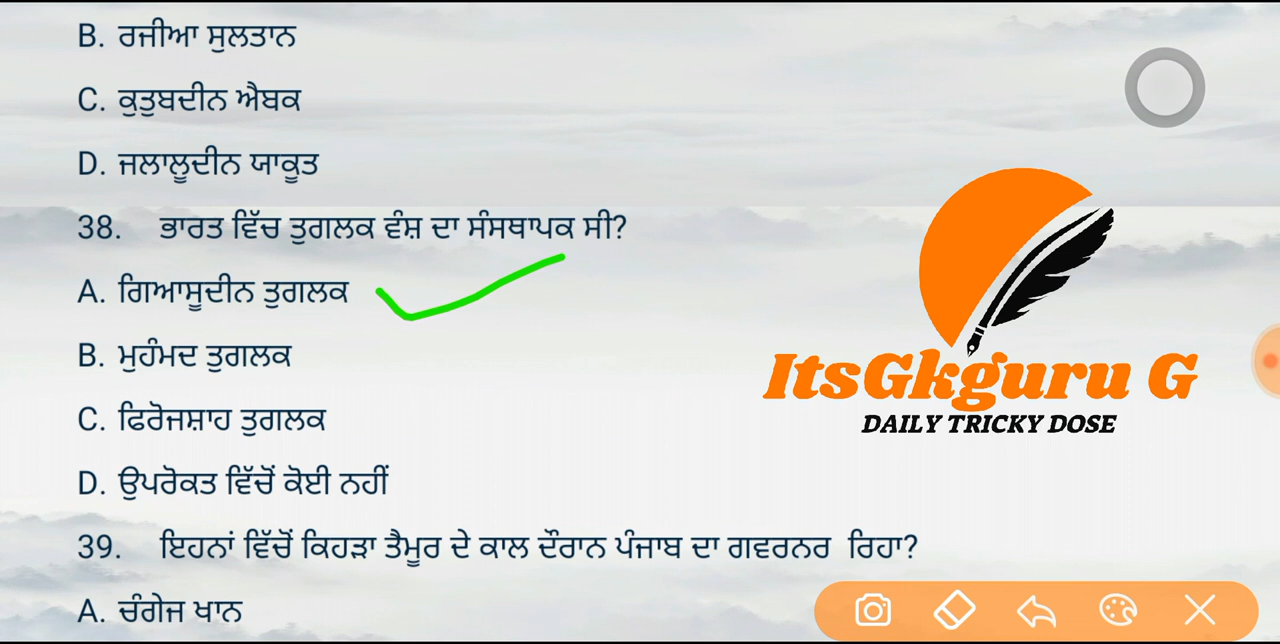 B. ਰਜੀਆ ਸੁਲਤਾਨ
C. ਕੁਤੁਬਦੀਨ ਐਬਕ
D. ਜਲਾਲੂਦੀਨ ਯਾਕੂਤ
38. ਭਾਰਤ ਵਿੱਚ ਤੁਗਲਕ ਵੰਸ਼ ਦਾ ਸੰਸਥਾਪਕ ਸੀ?
A. ਗਿਆਸੂਦੀਨ ਤੁਗਲਕ
B. ਮੁਹੰਮਦ ਤੁਗਲਕ
C. ਫਿਰੋਜਸ਼ਾਹ ਤੁਗਲਕ
D. ਉਪਰੋਕਤ ਵਿੱਚੋਂ ਕੋਈ ਨਹੀਂ
39. ਇਹਨਾਂ ਵਿੱਚੋਂ ਕਿਹੜਾ ਤੈਮੂਰ ਦੇ ਕਾਲ ਦੌਰਾਨ ਪੰਜਾਬ ਦਾ ਗਵਰਨਰ ਰਿਹਾ?
A. ਚੰਗੇਜ ਖਾਨ
ItsGkguru G
DAILY TRICKY DOSE